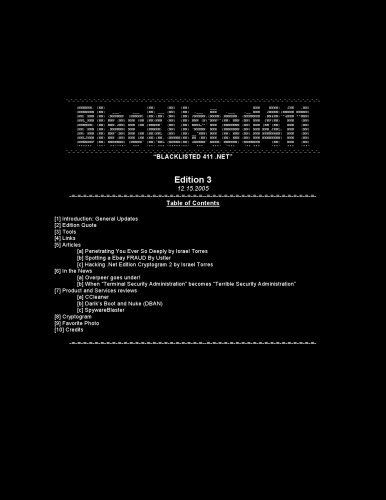 "BLACKLISTED 411 .NET"
Edition 3
12.15.2005
Table of Contents
[1] Introduction: General Updates
[2] Edition Quote
[3] Tools
[4] Links
[5] Articles
[a] Penetrating You Ever So Deeply by Israel Torres
[b] Spotting a Ebay FRAUD By Ustler
[c] Hacking .Net Edition Cryptogram 2 by Israel Torres
[6] In the News
[a] Overpeer goes under!
[b] When "Terminal Security Administration" becomes "Terrible Security Administration"
[7] Product and Services reviews
[a] CCleaner
[b] Darik's Boot and Nuke (DBAN)
[c] SpywareBlaster
[8] Cryptogram
[9] Favorite Photo
[10] Credits